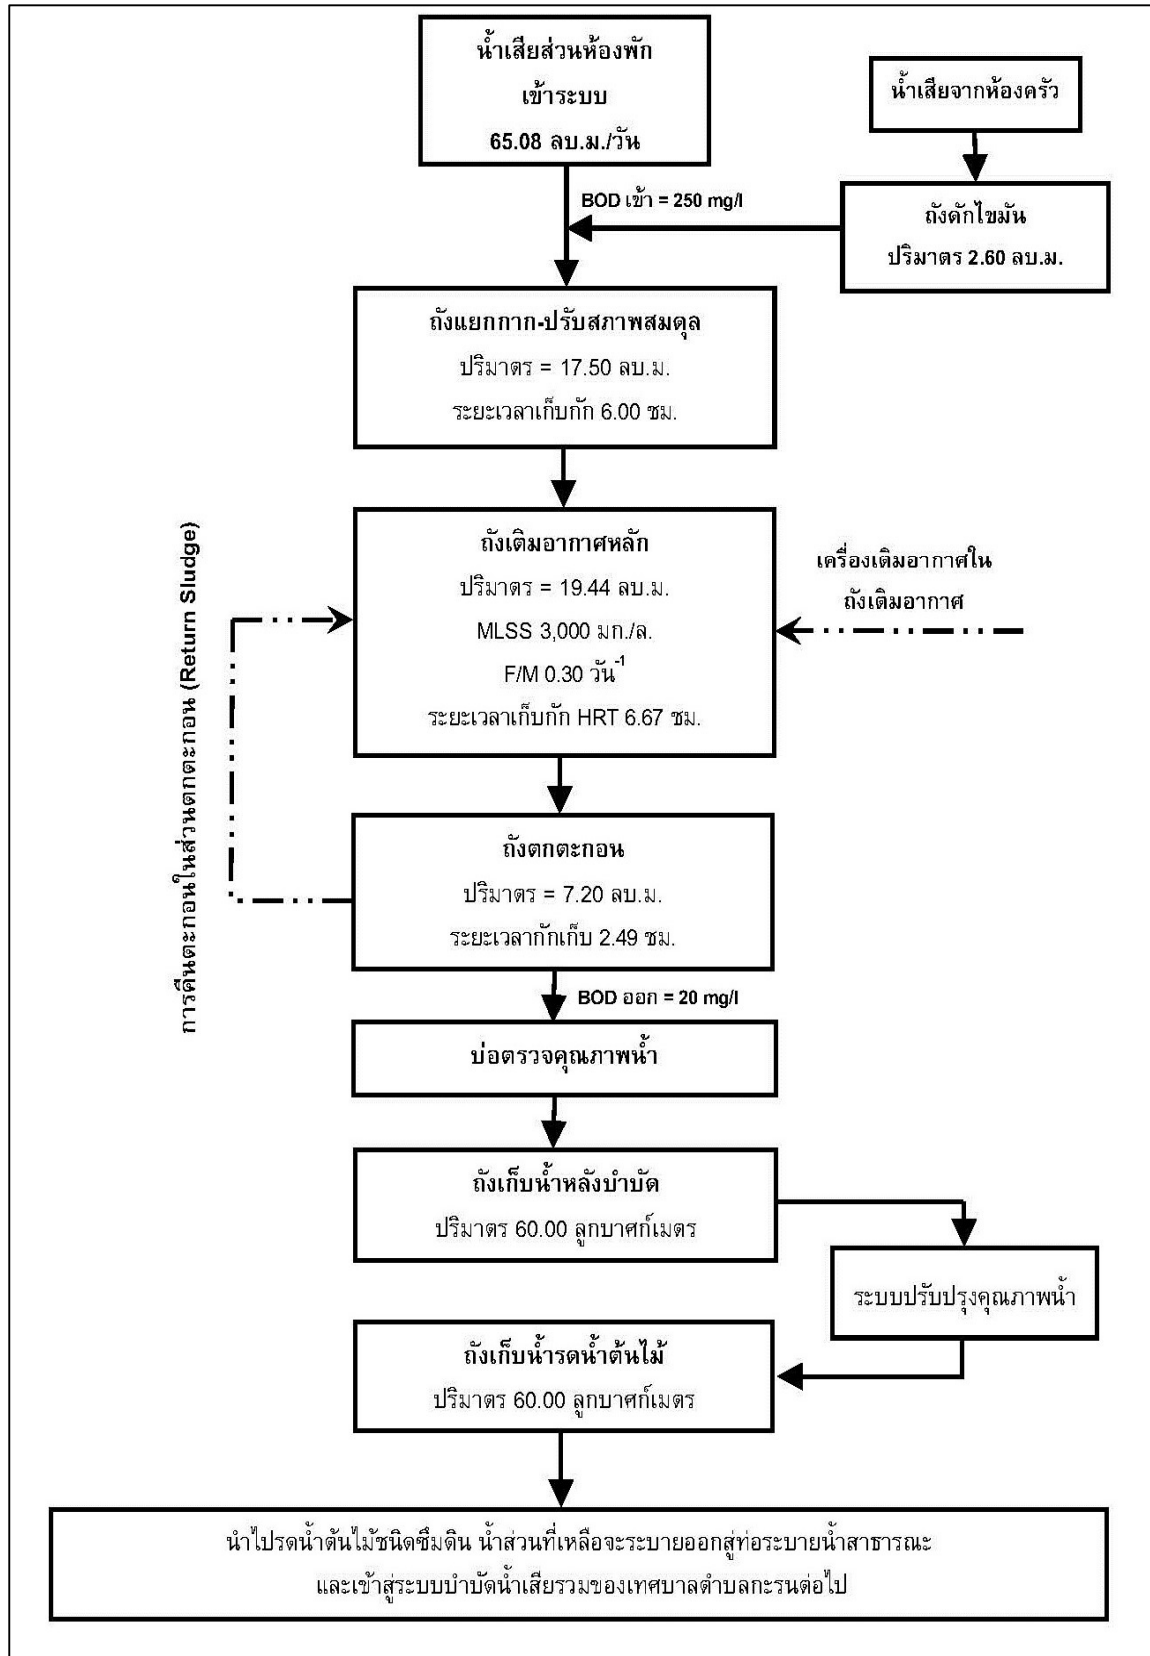 น้ำเสียส่วนห้องพัก
เข้าระบบ
65.08 ลบ.ม./วัน
น้ำเสียจากห้องครัว
BOD เข้า = 250 mg/l
ถังดักไขมัน
ปริมาตร 2.60 ลบ.ม.
ถังแยกกาก-ปรับสภาพสมดุล
ปริมาตร = 17.50 ลบ.ม.
ระยะเวลาเก็บกัก 6.00 ชม.
ถังเติมอากาศหลัก
ปริมาตร = 19.44 ลบ.ม.
MLSS 3,000 มก./ล.
F/M 0.30 วัน⁻¹
ระยะเวลาเก็บกัก HRT 6.67 ชม.
เครื่องเติมอากาศใน
ถังเติมอากาศ
การคืนตะกอนในส่วนตกตะกอน (Return Sludge)
ถังตกตะกอน
ปริมาตร = 7.20 ลบ.ม.
ระยะเวลากักเก็บ 2.49 ชม.
BOD ออก = 20 mg/l
บ่อตรวจคุณภาพน้ำ
ถังเก็บน้ำหลังบำบัด
ปริมาตร 60.00 ลูกบาศก์เมตร
ระบบปรับปรุงคุณภาพน้ำ
ถังเก็บน้ำรดน้ำต้นไม้
ปริมาตร 60.00 ลูกบาศก์เมตร
นำไปรดน้ำต้นไม้ชนิดซึมดิน น้ำส่วนที่เหลือจะระบายออกสู่ท่อระบายน้ำสาธารณะ
และเข้าสู่ระบบบำบัดน้ำเสียรวมของเทศบาลตำบลกะรนต่อไป